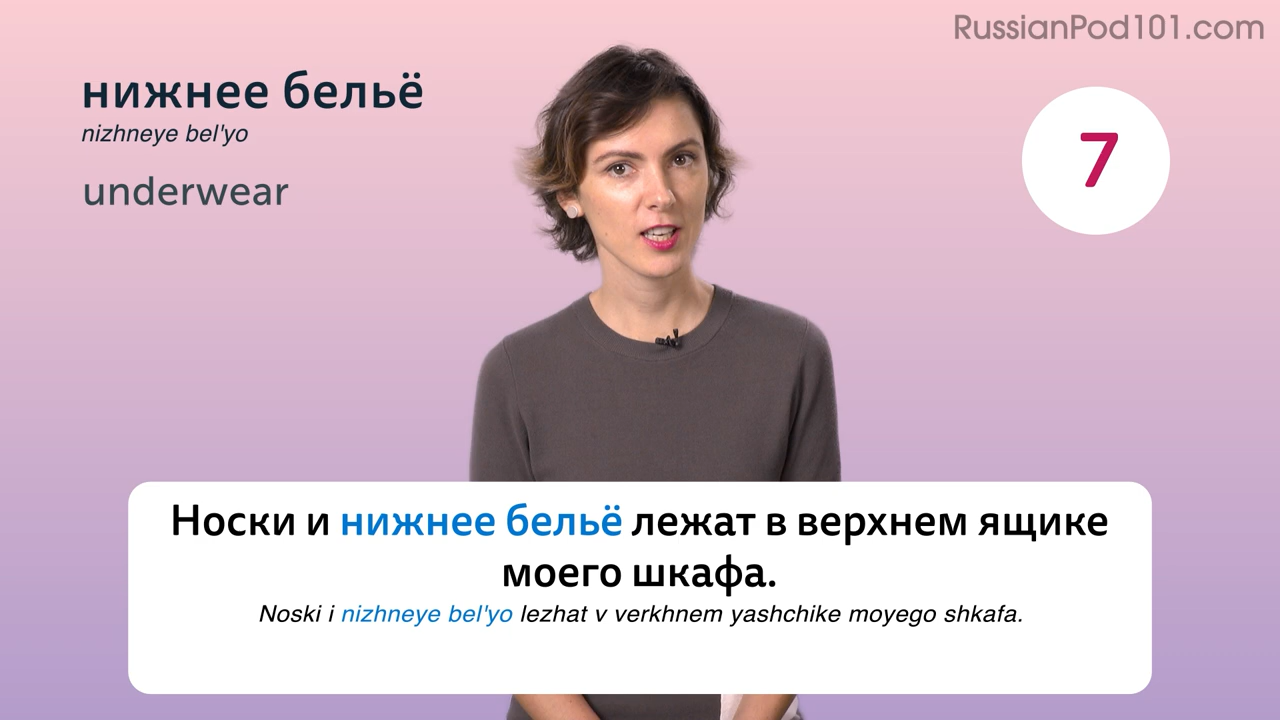 RussianPod101.com
нижнее бельё
nizhneye bel'yo
underwear
7
Носки и нижнее бельё лежат в верхнем ящике
моего шкафа.
Noski i nizhneye bel'yo lezhat v verkhnem yashchike moyego shkafa.